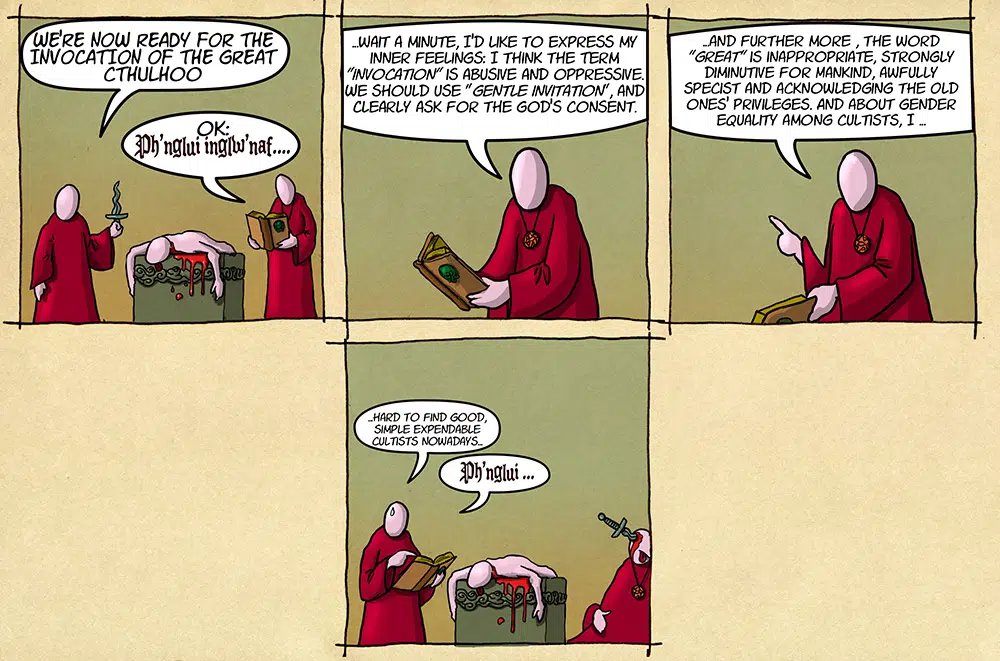 WE'RE NOW READY FOR THE
INVOCATION OF THE GREAT
CTHULHOO
OK:
Ph'nglui inglw'naf....
...WAIT A MINUTE, I'D LIKE TO EXPRESS MY
INNER FEELINGS: I THINK THE TERM
"INVOCATION" IS ABUSIVE AND OPPRESSIVE.
WE SHOULD USE "GENTLE INVITATION", AND
CLEARLY ASK FOR THE GOD'S CONSENT.
...AND FURTHER MORE , THE WORD
"GREAT" IS INAPPROPRIATE, STRONGLY
DIMINUTIVE FOR MANKIND, AWFULLY
SPECIST AND ACKNOWLEDGING THE OLD
ONES' PRIVILEGES. AND ABOUT GENDER
EQUALITY AMONG CULTISTS, I ...
...HARD TO FIND GOOD,
SIMPLE EXPENDABLE
CULTISTS NOWADAYS...
Ph'nglui ...